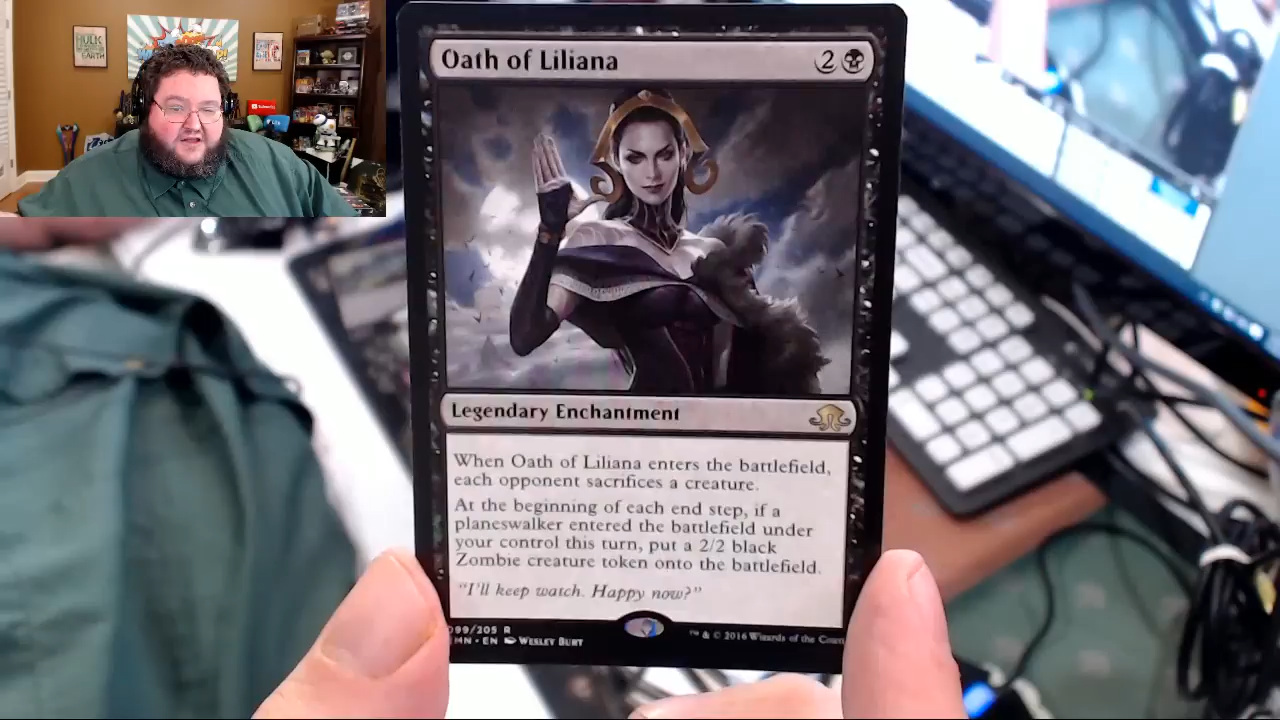 HULK
EARTH
Oath of Liliana 2
Legendary Enchantment
When Oath of Liliana enters the battlefield,
each opponent sacrifices a creature.
At the beginning of each end step, if a
planeswalker entered the battlefield under
your control this turn, put a 2/2 black
Zombie creature token onto the battlefield.
"I'll keep watch. Happy now?"
099/205 R
EMN • EN Wesley Burt
™ & © 2016 Wizards of the Coast